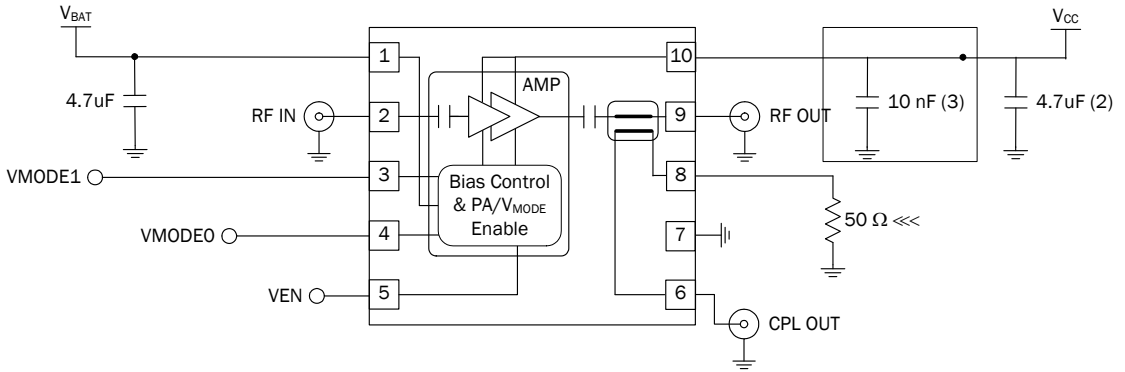 VBAT
VCC
1
10
4.7uF
AMP
10 nF (3)
4.7uF (2)
RF IN
2
9
RF OUT
VMODE1
3
Bias Control
& PA/VMODE
Enable
8
50 Ω <<<
VMODE0
4
7
VEN
5
6
CPL OUT